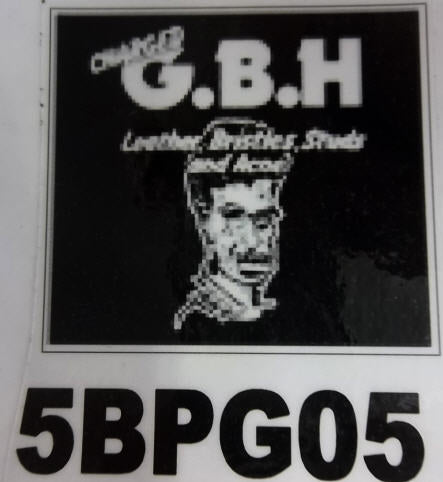 CHARGED
G.B.H
Leather, Bristles, Studs
and Acne
5BPG05